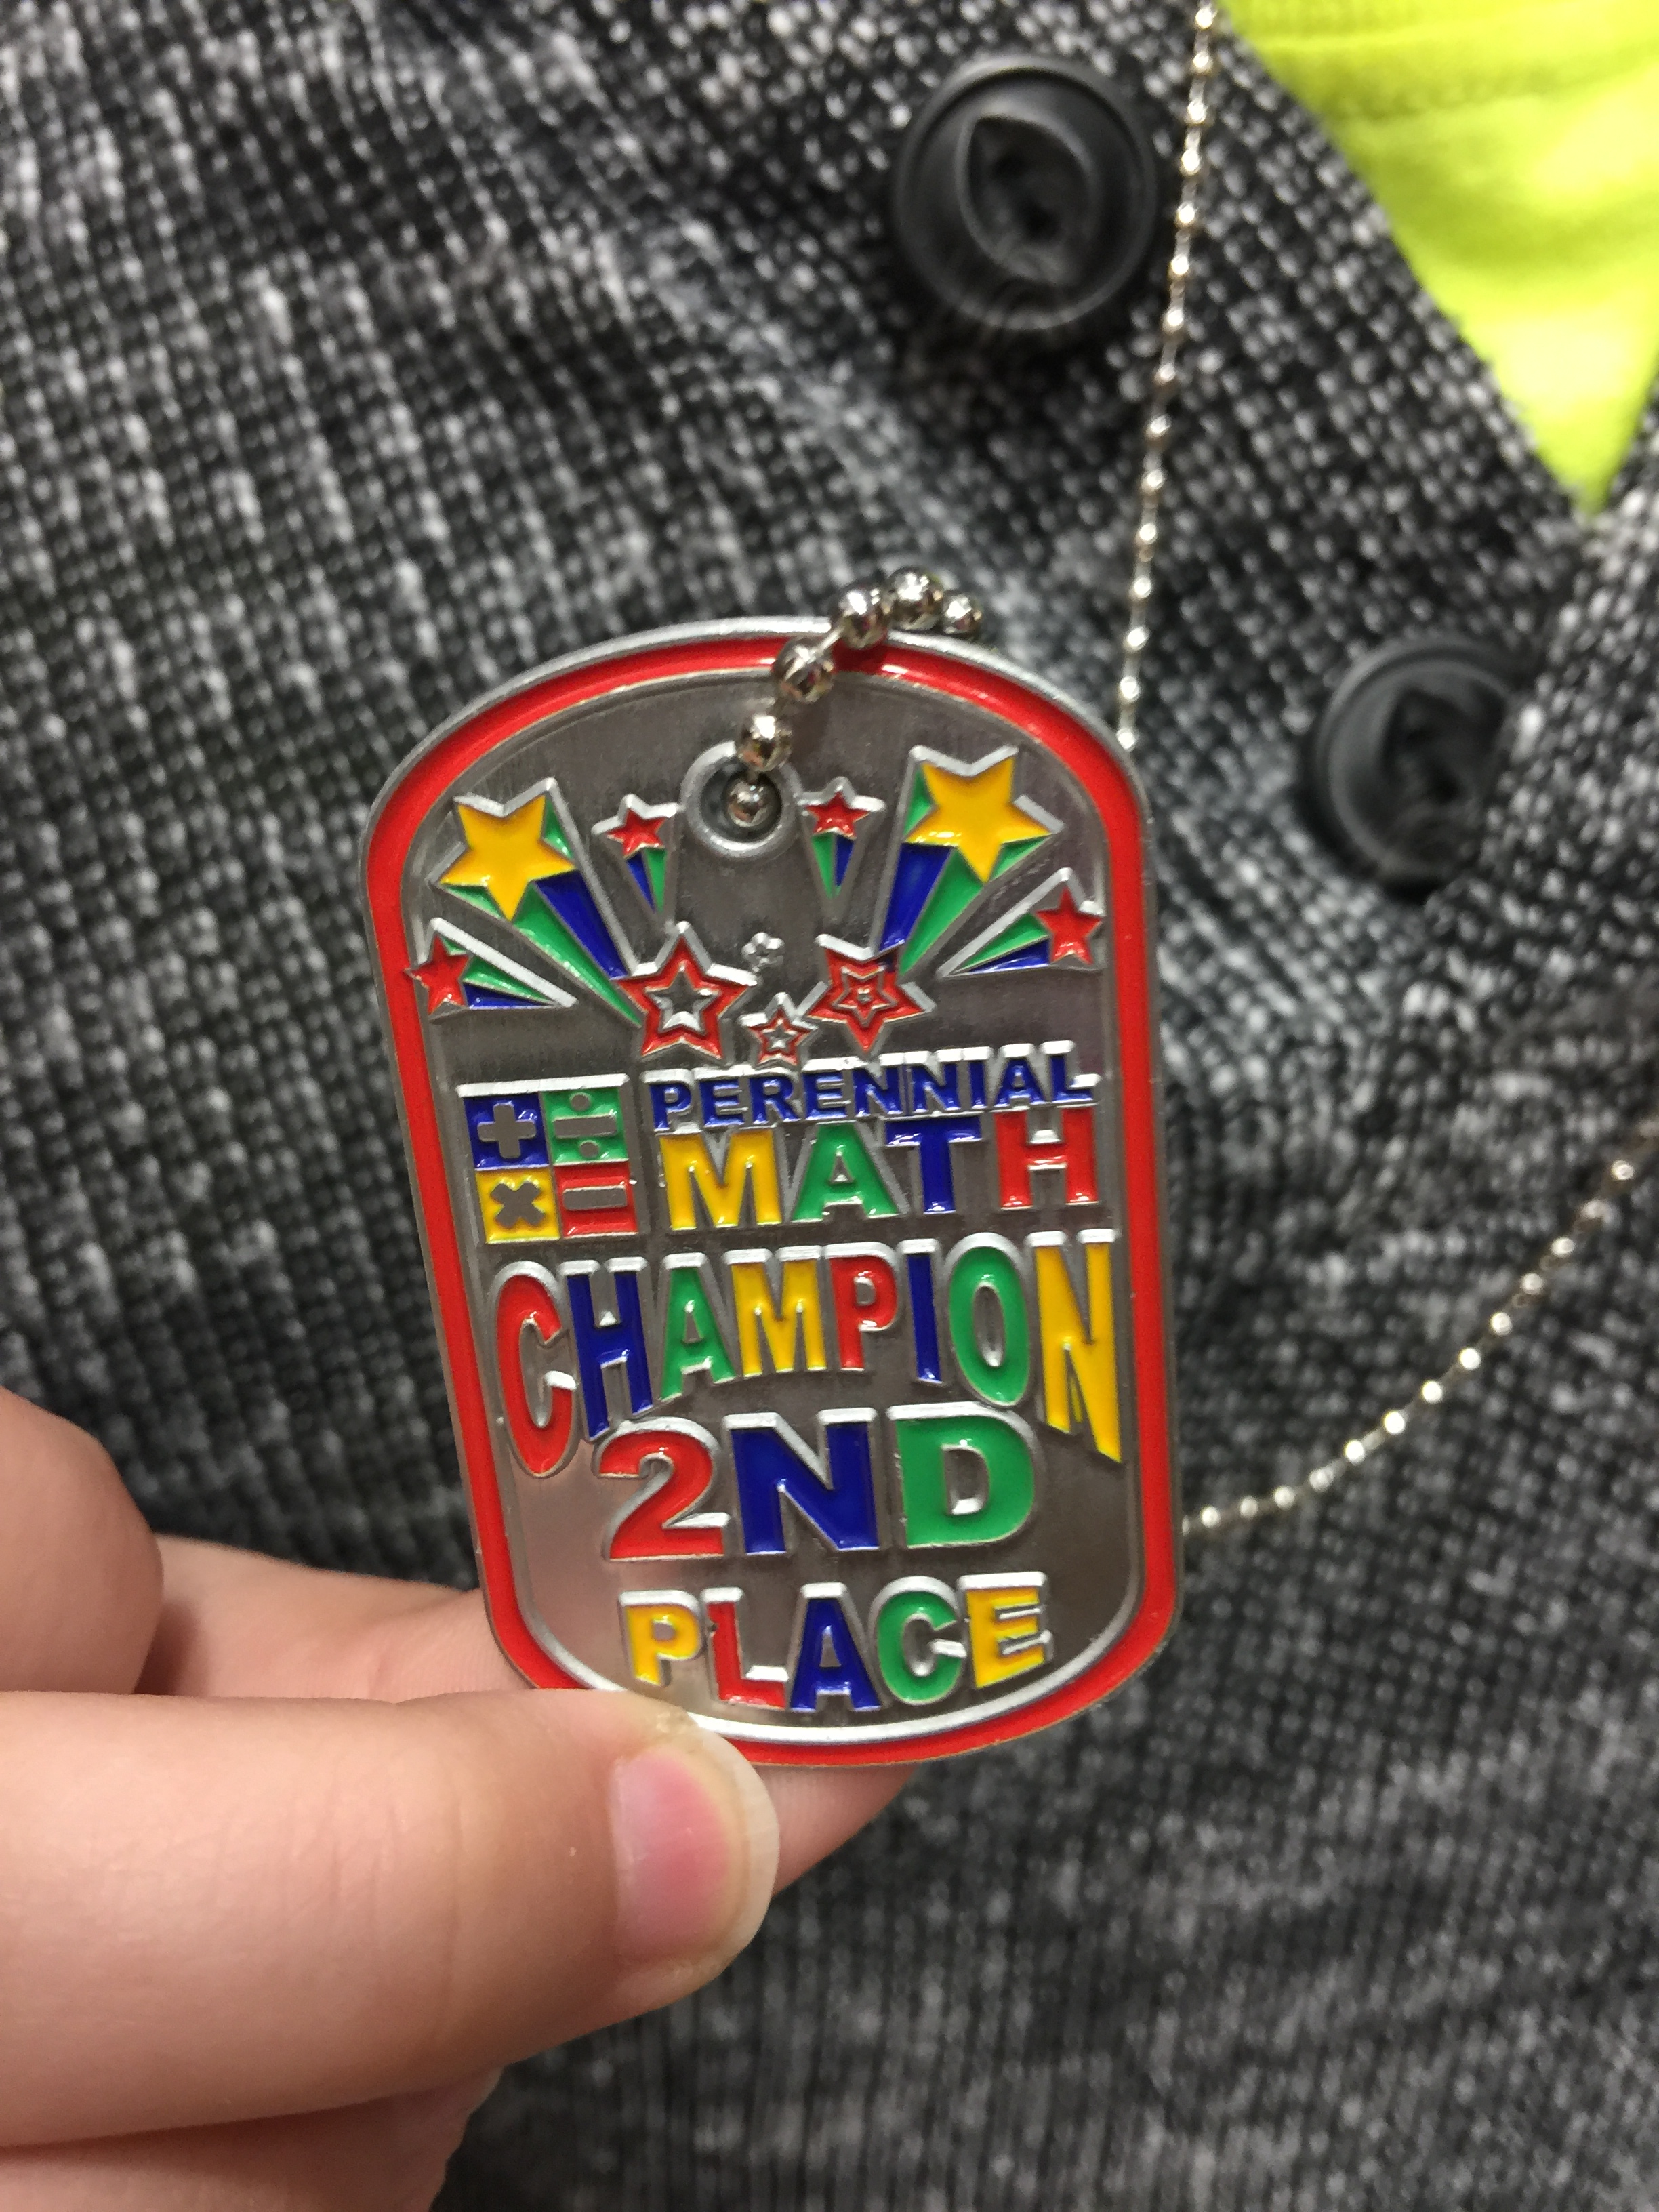 PERENNIAL
MATH
CHAMPION
2ND
PLACE